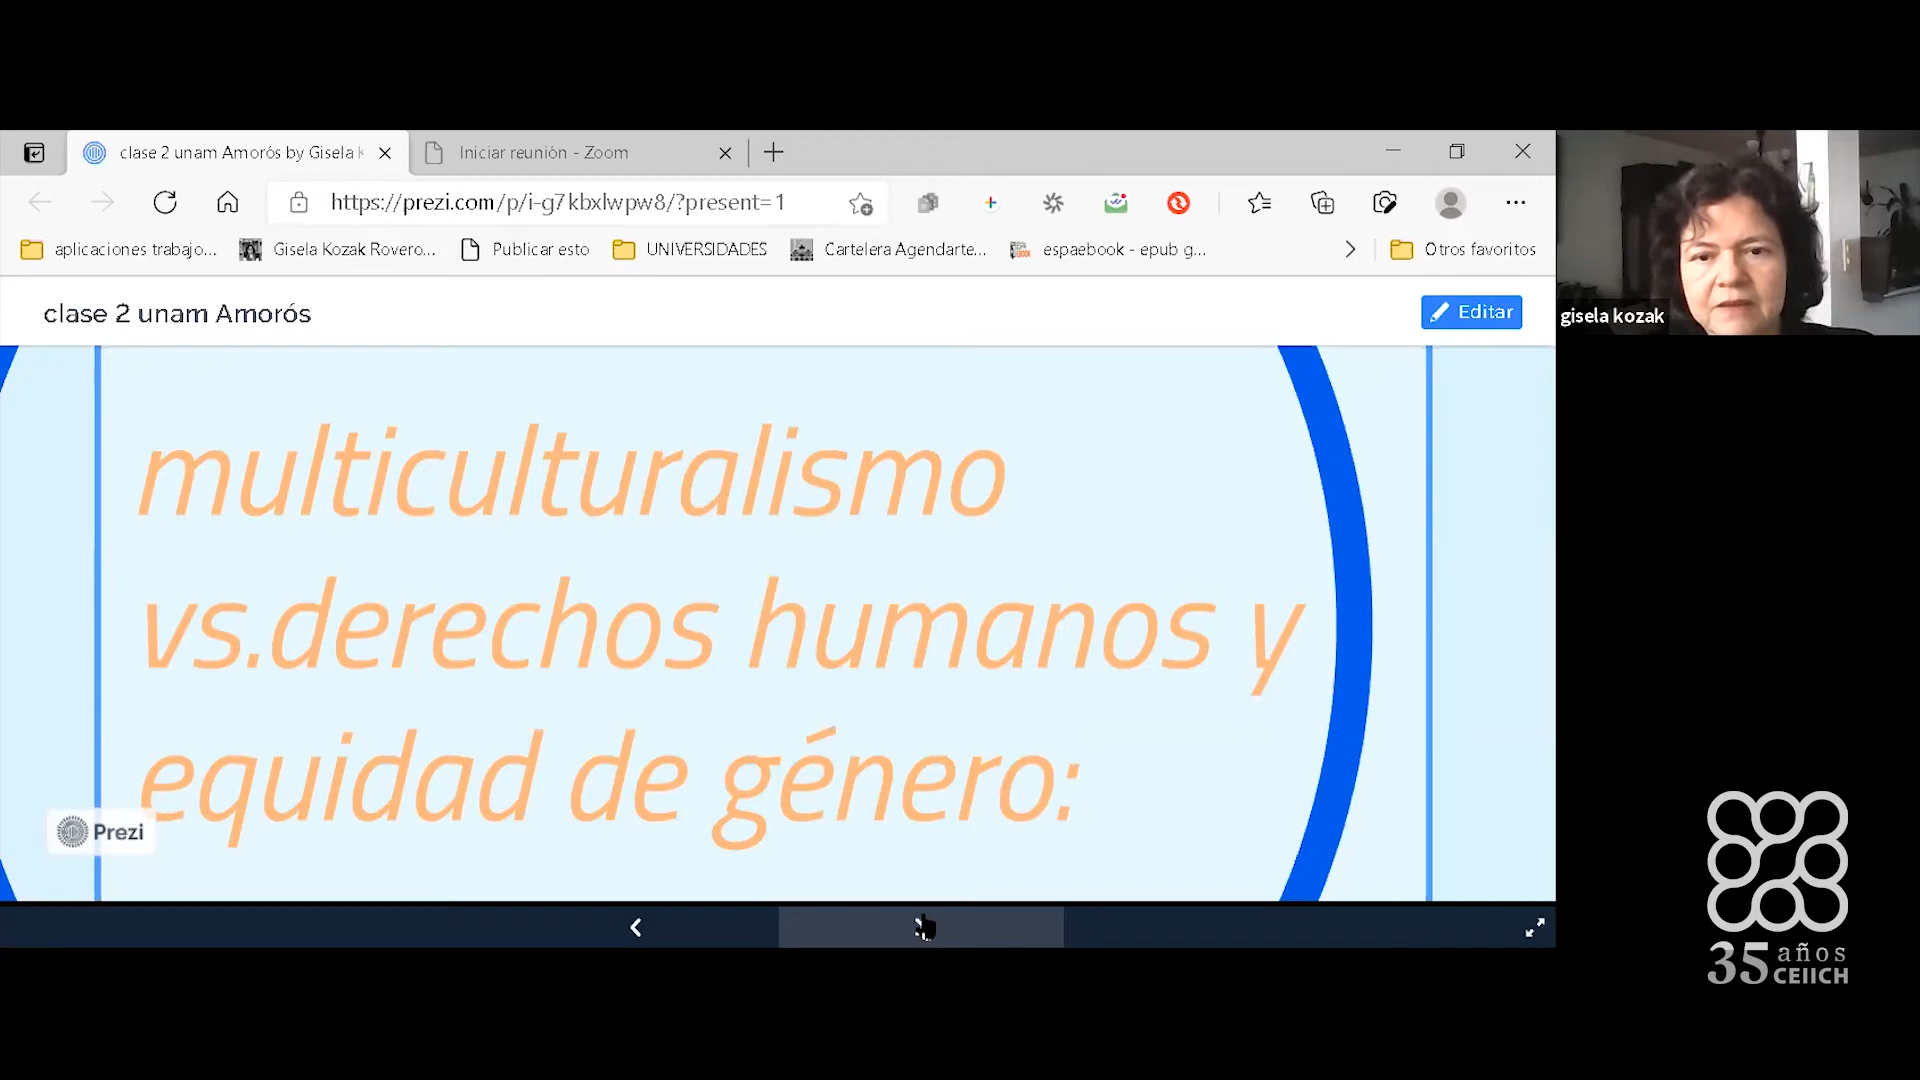 clase 2 unam Amorós by Gisela K
Iniciar reunión - Zoom
https://prezi.com/p/i-g7kbxlwpw8/?present=1
aplicaciones trabajo...
Gisela Kozak Rovero...
Publicar esto
UNIVERSIDADES
Cartelera Agendarte...
espaebook - epub g...
Otros favoritos
clase 2 unam Amorós
Editar
gisela kozak
multiculturalismo
vs.derechos humanos y
equidad de género:
Prezi
35 años
CEIICH